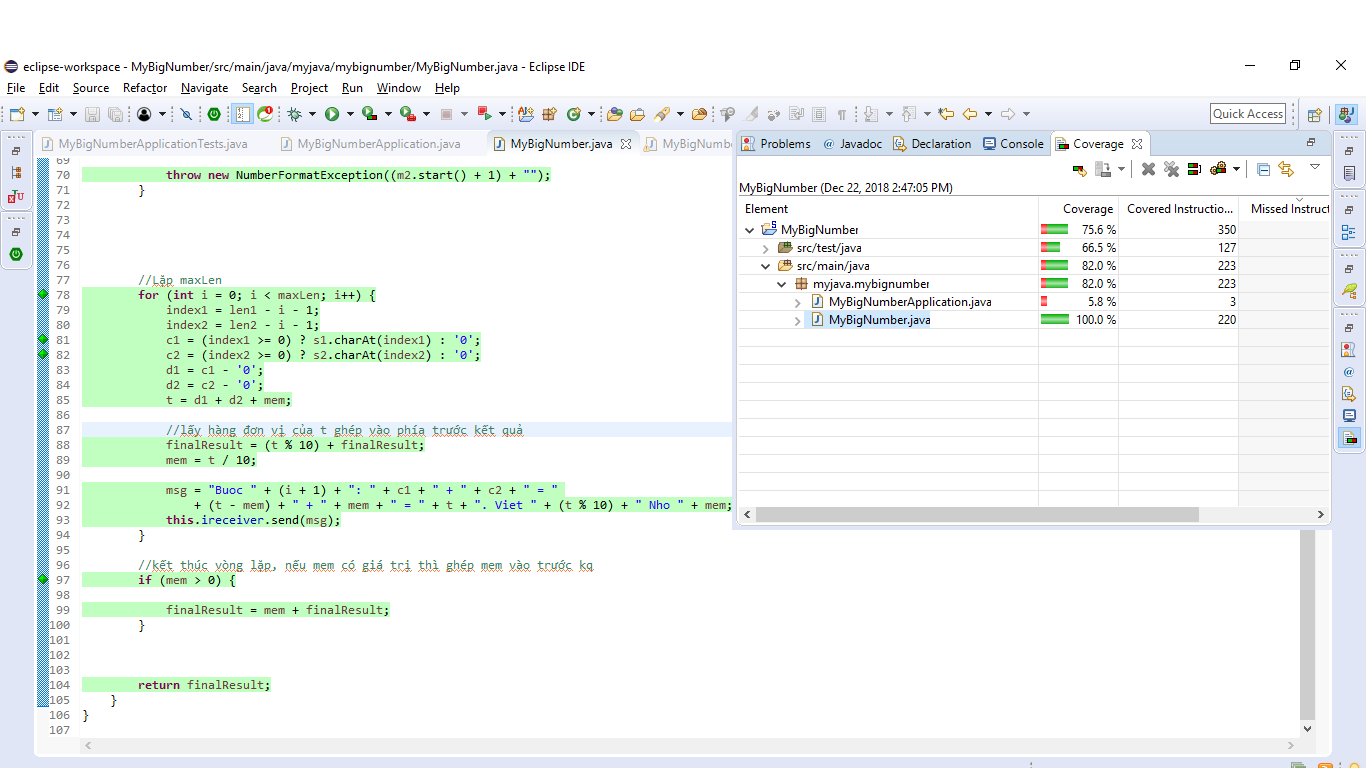 eclipse-workspace - MyBigNumber/src/main/java/myjava/mybignumber/MyBigNumber.java - Eclipse IDE
File Edit Source Refactor Navigate Search Project Run Window Help
Quick Access
MyBigNumberApplicationTests.java MyBigNumberApplication.java MyBigNumber.java MyBigNumb
69
70 throw new NumberFormatException((m2.start() + 1) + "");
71 }
72
73
74
75
76
77 //Lặp maxLen
78 for (int i = 0; i < maxLen; i++) {
79 index1 = len1 - i - 1;
80 index2 = len2 - i - 1;
81 c1 = (index1 >= 0) ? s1.charAt(index1) : '0';
82 c2 = (index2 >= 0) ? s2.charAt(index2) : '0';
83 d1 = c1 - '0';
84 d2 = c2 - '0';
85 t = d1 + d2 + mem;
86
87 //lấy hàng đơn vị của t ghép vào phía trước kết quả
88 finalResult = (t % 10) + finalResult;
89 mem = t / 10;
90
91 msg = "Buoc " + (i + 1) + ": " + c1 + " + " + c2 + " = "
92 + (t - mem) + " + " + mem + " = " + t + ". Viet " + (t % 10) + " Nho " + mem;
93 this.ireceiver.send(msg);
94 }
95
96 //kết thúc vòng lặp, nếu mem có giá trị thì ghép mem vào trước kq
97 if (mem > 0) {
98
99 finalResult = mem + finalResult;
100 }
101
102
103
104 return finalResult;
105 }
106 }
107
Problems @ Javadoc Declaration Console Coverage
MyBigNumber (Dec 22, 2018 2:47:05 PM)
Element Coverage Covered Instructio... Missed Instruct
MyBigNumber 75.6 % 350
src/test/java 66.5 % 127
src/main/java 82.0 % 223
myjava.mybignumber 82.0 % 223
MyBigNumberApplication.java 5.8 % 3
MyBigNumber.java 100.0 % 220